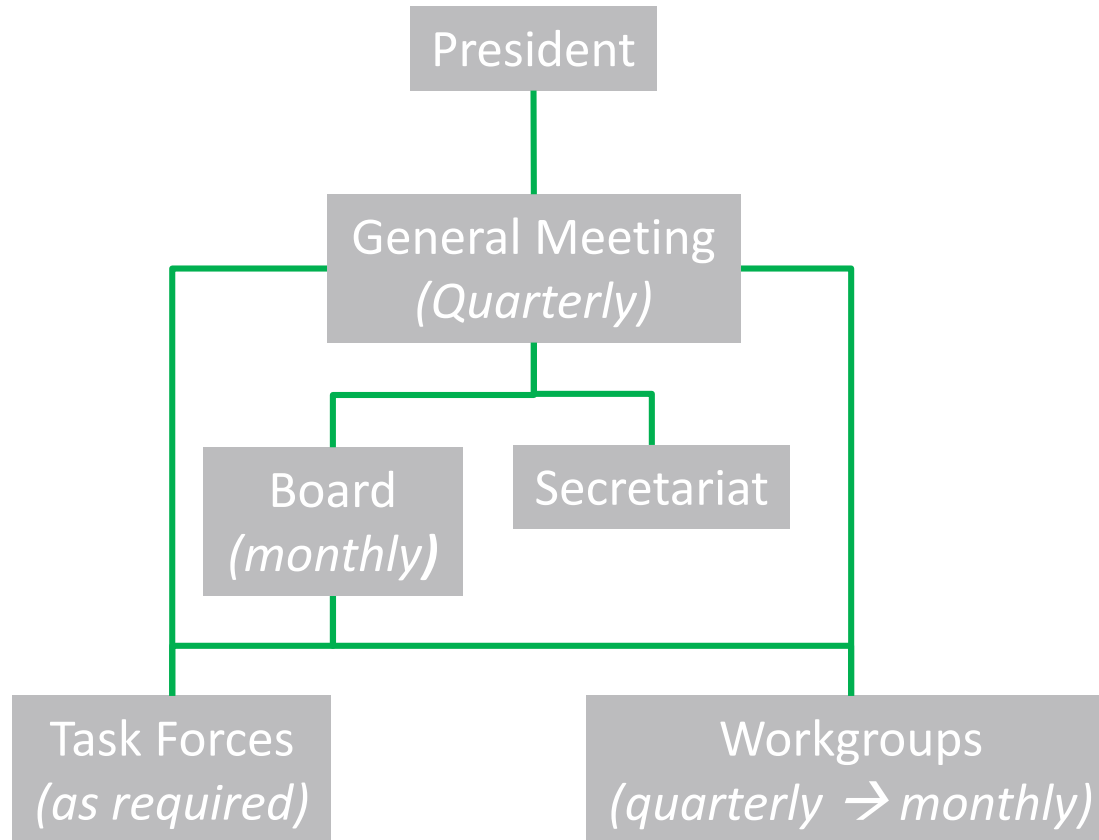 President
General Meeting
(Quarterly)
Board
(monthly)
Secretariat
Task Forces
(as required)
Workgroups
(quarterly → monthly)